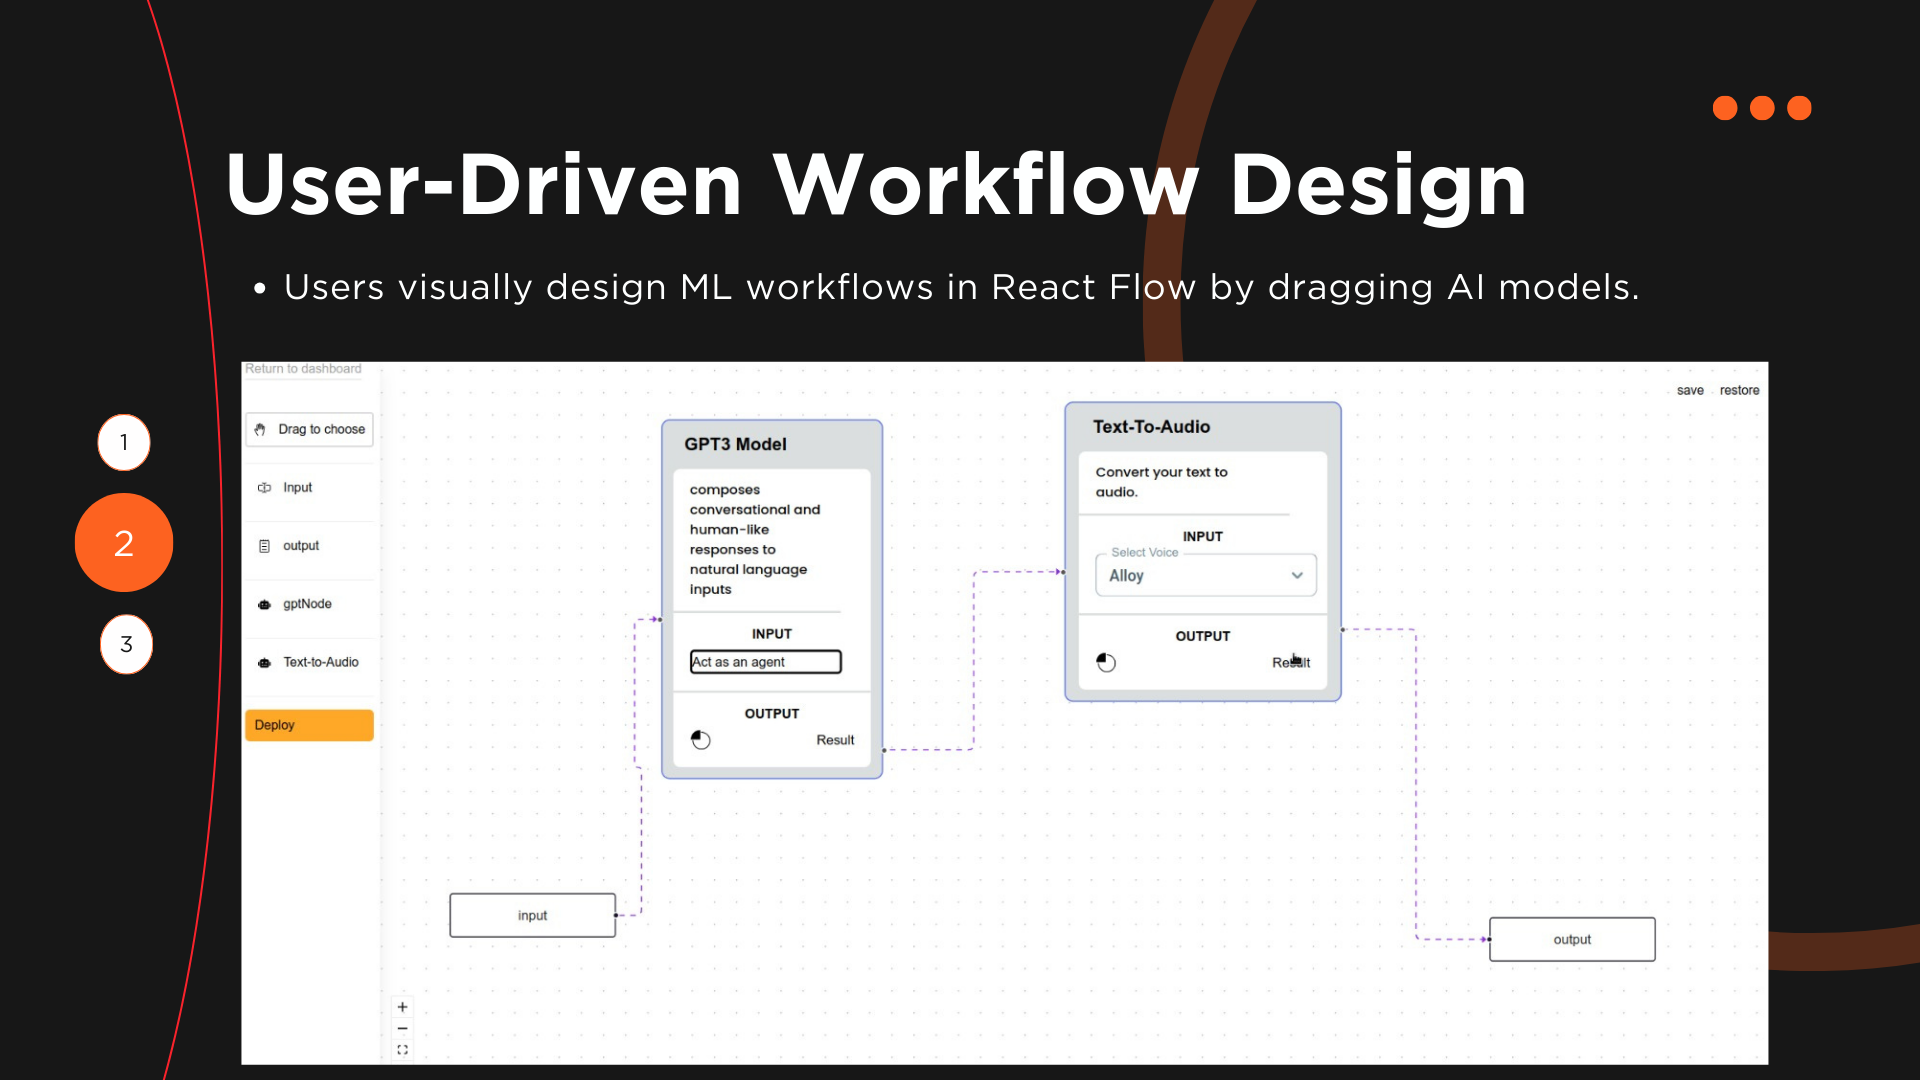 User-Driven Workflow Design
• Users visually design ML workflows in React Flow by dragging AI models.
1
2
3
Return to dashboard
Drag to choose
Input
output
gptNode
Text-to-Audio
Deploy
save restore
GPT3 Model
composes
conversational and
human-like
responses to
natural language
inputs
INPUT
Act as an agent
OUTPUT
Result
Text-To-Audio
Convert your text to
audio.
INPUT
Select Voice
Alloy
OUTPUT
Result
input
output